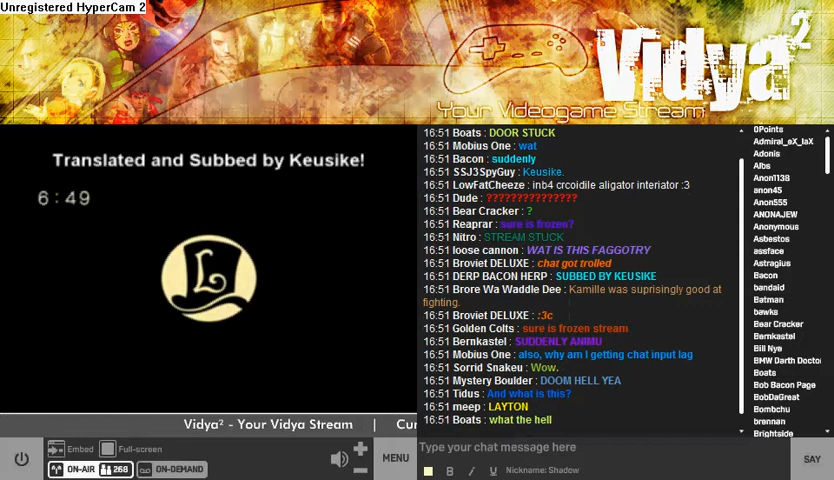 Unregistered HyperCam 2
Vidya²
Your Videogame Stream
Translated and Subbed by Keusike!
6:49
L
Vidya² - Your Vidya Stream | Cur
16:51 Boats : DOOR STUCK
16:51 Mobius One : wat
16:51 Bacon : suddenly
16:51 SSJ3SpyGuy : Keusike.
16:51 LowFatCheeze : inb4 crcoidile aligator interiator :3
16:51 Dude : ???????????????
16:51 Bear Cracker : ?
16:51 Reaprar : sure is frozen?
16:51 Nitro : STREAM STUCK
16:51 loose cannon : WAT IS THIS FAGGOTRY
16:51 Broviet DELUXE : chat got trolled
16:51 DERP BACON HERP : SUBBED BY KEUSIKE
16:51 Brore Wa Waddle Dee : Kamille was suprisingly good at
fighting.
16:51 Broviet DELUXE : :3c
16:51 Golden Colts : sure is frozen stream
16:51 Bernkastel : SUDDENLY ANIMU
16:51 Mobius One : also, why am I getting chat input lag
16:51 Sorrid Snakeu : Wow.
16:51 Mystery Boulder : DOOM HELL YEA
16:51 Tidus : And what is this?
16:51 meep : LAYTON
16:51 Boats : what the hell
0Points
Admiral_eX_laX
Adonis
Albs
Anon1138
anon45
Anon555
ANONAJEW
Anonymous
Asbestos
assface
Astragius
Bacon
bandaid
Batman
bawks
Bear Cracker
Bernkastel
Bill Nye
BMW Darth Docto
Boats
Bob Bacon Page
BobDaGreat
Bombchu
brennan
Brightside
Embed
Full-screen
ON-AIR 268
ON-DEMAND
MENU
Type your chat message here
B I U Nickname: Shadow
SAY